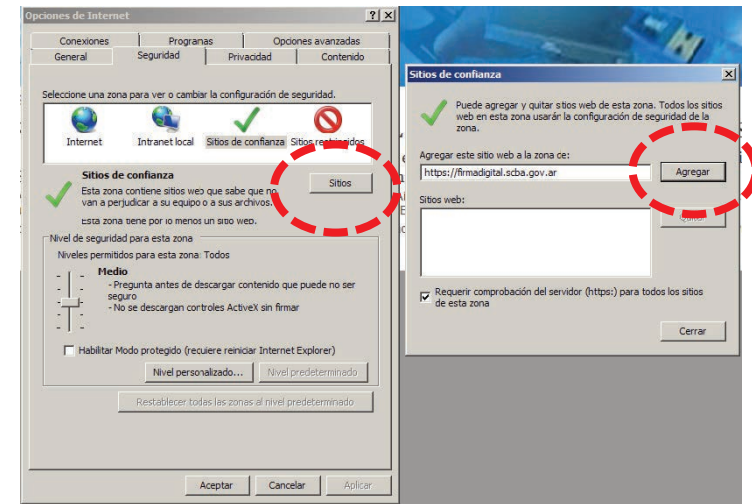 Opciones de Internet
Conexiones Programas Opciones avanzadas
General Seguridad Privacidad Contenido
Seleccione una zona para ver o cambiar la configuración de seguridad.
Internet Intranet local Sitios de confianza Sitios restringidos
Sitios de confianza
Esta zona contiene sitios web que sabe que no
van a perjudicar a su equipo o a sus archivos.
Esta zona tiene por lo menos un sitio web.
Sitios
Nivel de seguridad para esta zona
Niveles permitidos para esta zona: Todos
Medio
- Pregunta antes de descargar contenido que puede no ser
seguro
- No se descargan controles ActiveX sin firmar
Habilitar Modo protegido (recuiere reiniciar Internet Explorer)
Nivel personalizado... Nivel predeterminado
Restablecer todas las zonas al nivel predeterminado
Aceptar Cancelar Aplicar
Sitios de confianza
Puede agregar y quitar sitios web de esta zona. Todos los sitios
web en esta zona usarán la configuración de seguridad de la
zona.
Agregar este sitio web a la zona de:
https://firmadigital.scba.gov.ar
Agregar
Sitios web:
Quitar
Requerir comprobación del servidor (https:) para todos los sitios
de esta zona
Cerrar